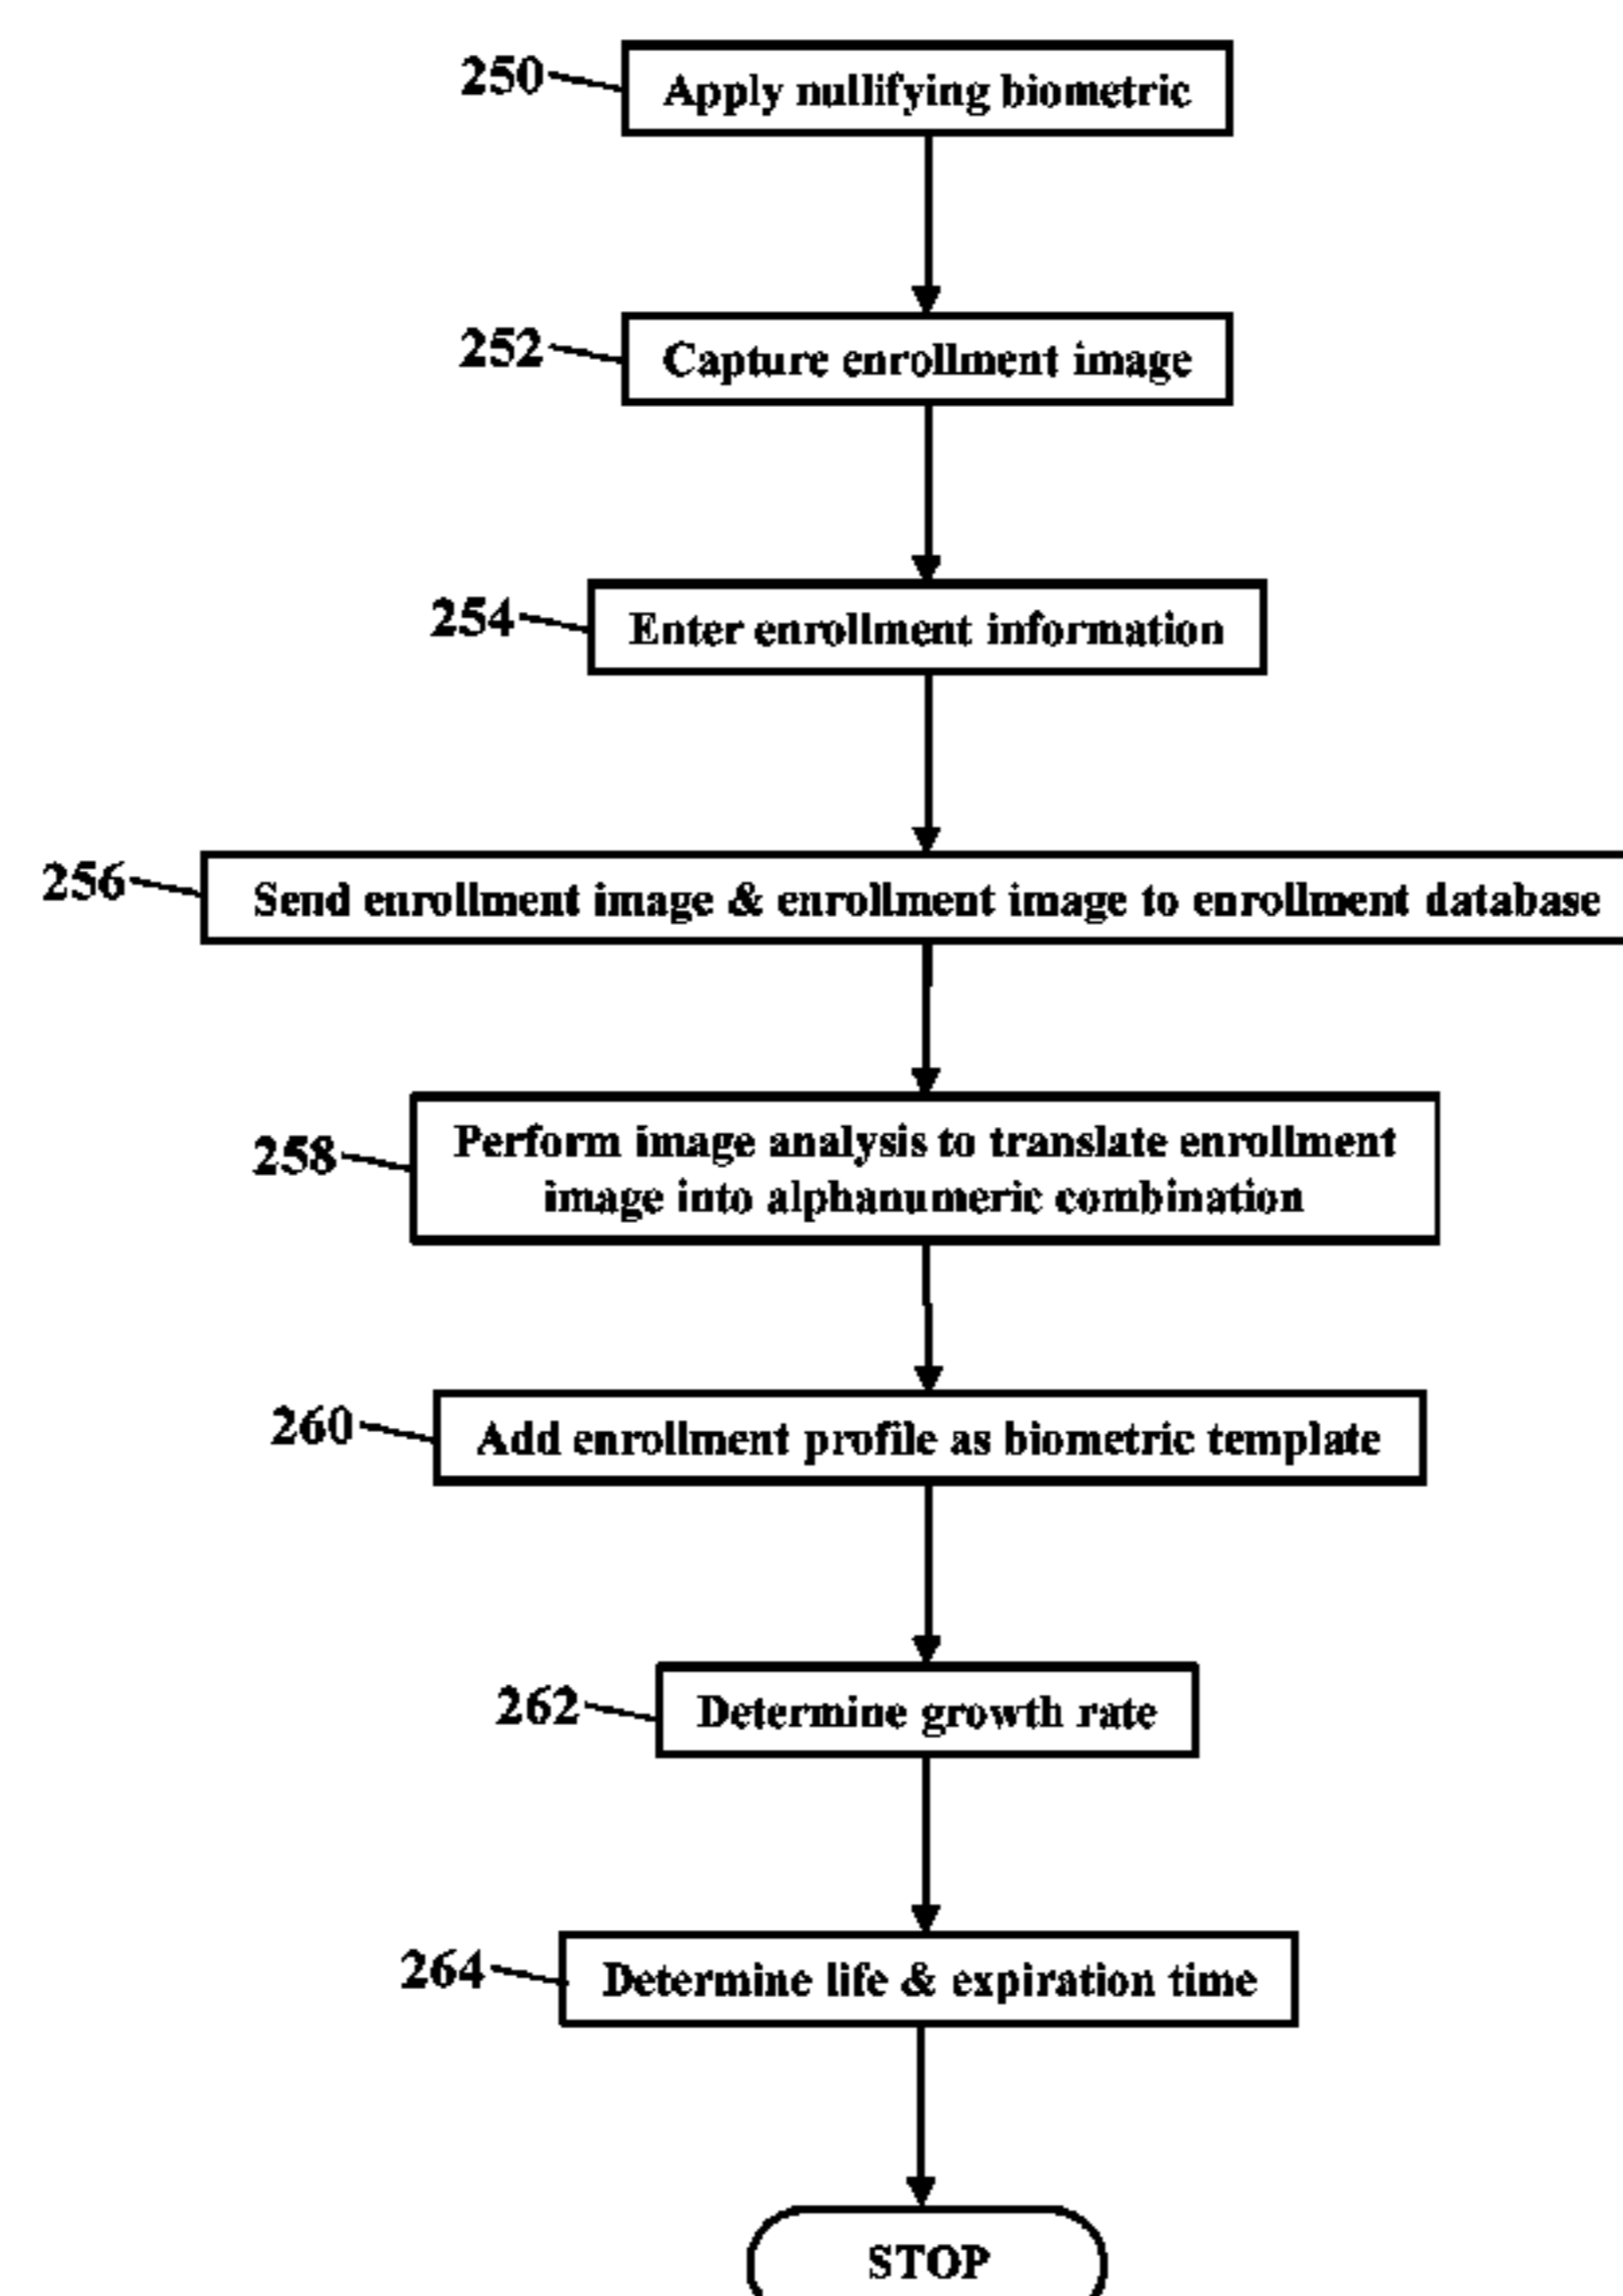 250
Apply nullifying biometric
252
Capture enrollment image
254
Enter enrollment information
256
Send enrollment image & enrollment image to enrollment database
258
Perform image analysis to translate enrollment
image into alphanumeric combination
260
Add enrollment profile as biometric template
262
Determine growth rate
264
Determine life & expiration time
STOP